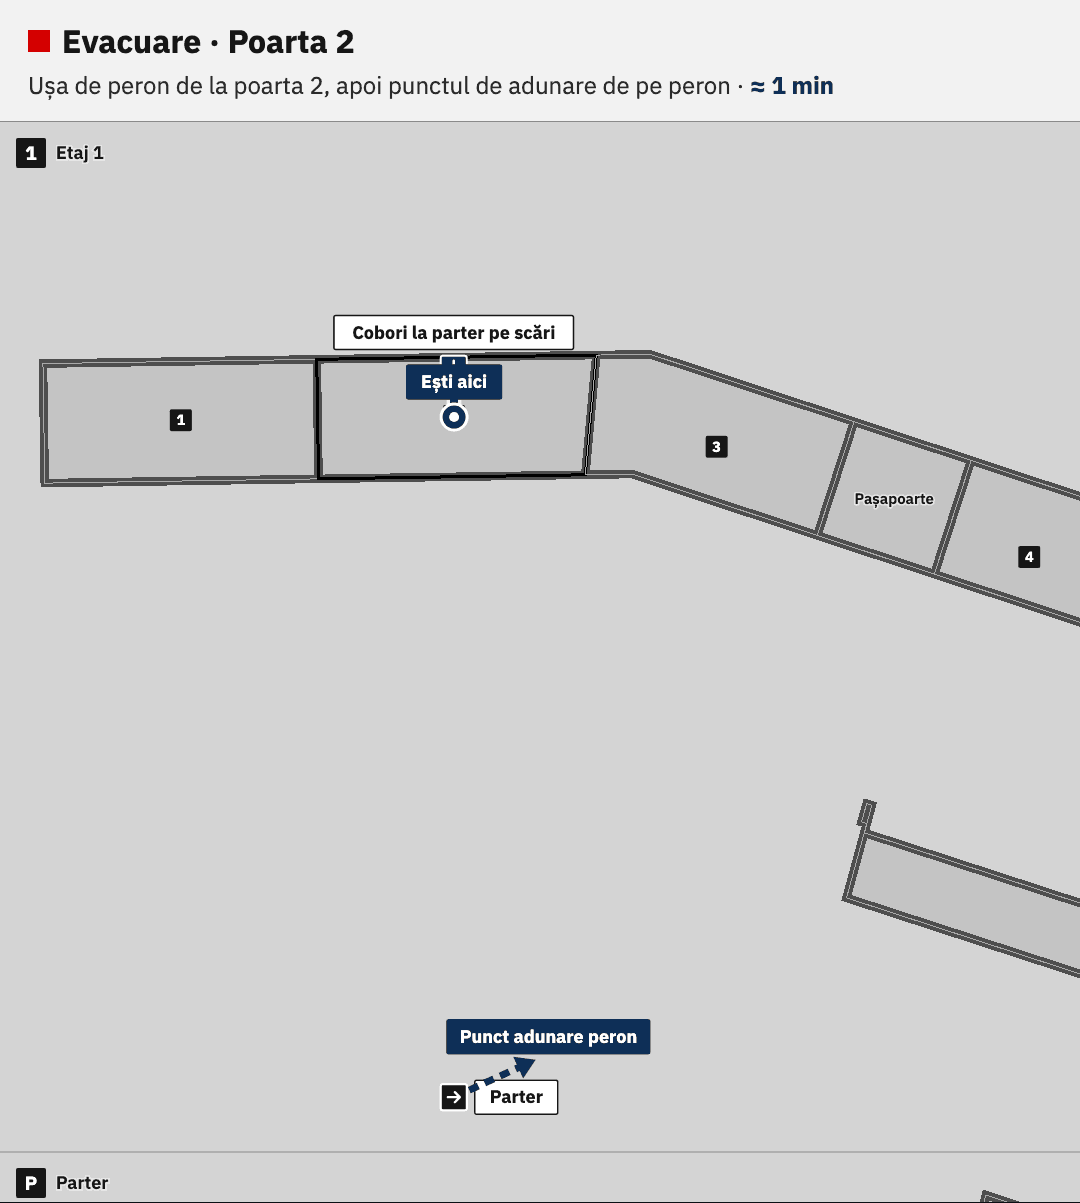 Evacuare · Poarta 2
Ușa de peron de la poarta 2, apoi punctul de adunare de pe peron · ≈ 1 min
1 Etaj 1
Cobori la parter pe scări
Ești aici
1
3
Pașapoarte
4
Punct adunare peron
Parter
P Parter